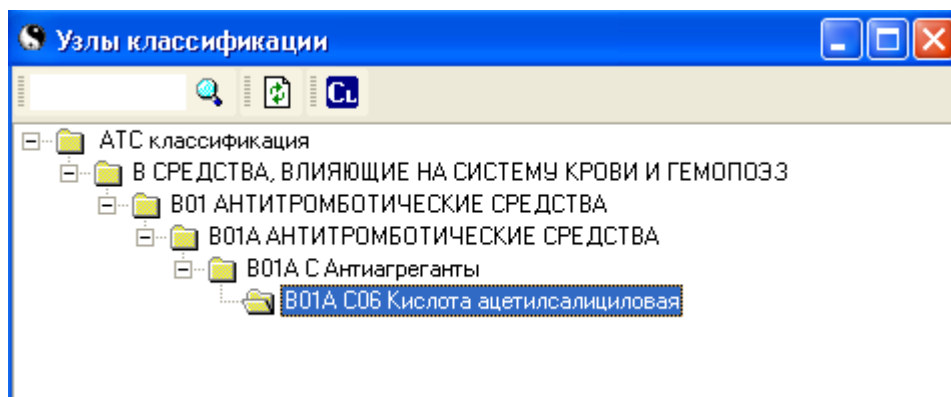 Узлы классификации
CL
АТС классификация
В СРЕДСТВА, ВЛИЯЮЩИЕ НА СИСТЕМУ КРОВИ И ГЕМОПОЭЗ
В01 АНТИТРОМБОТИЧЕСКИЕ СРЕДСТВА
В01А АНТИТРОМБОТИЧЕСКИЕ СРЕДСТВА
В01А С Антиагреганты
В01А С06 Кислота ацетилсалициловая